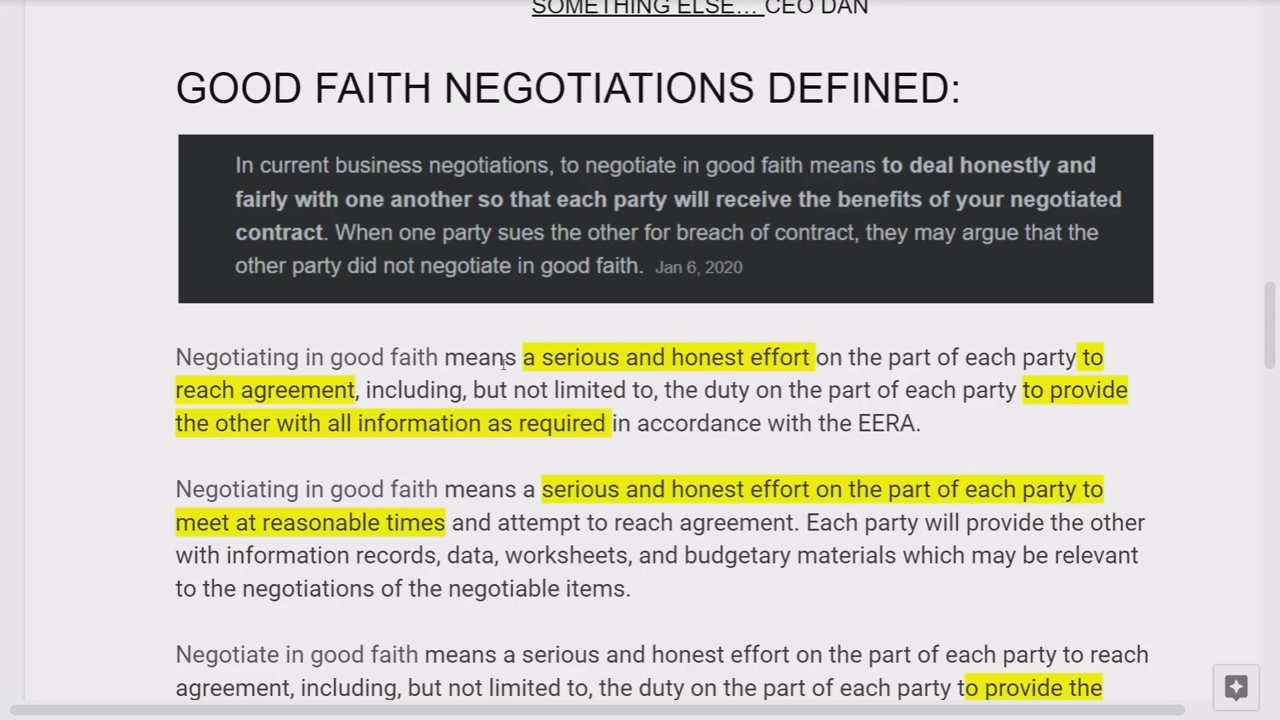 SOMETHING ELSE... CEO DAN
GOOD FAITH NEGOTIATIONS DEFINED:
In current business negotiations, to negotiate in good faith means to deal honestly and
fairly with one another so that each party will receive the benefits of your negotiated
contract. When one party sues the other for breach of contract, they may argue that the
other party did not negotiate in good faith. Jan 6, 2020
Negotiating in good faith means a serious and honest effort on the part of each party to
reach agreement, including, but not limited to, the duty on the part of each party to provide
the other with all information as required in accordance with the EERA.
Negotiating in good faith means a serious and honest effort on the part of each party to
meet at reasonable times and attempt to reach agreement. Each party will provide the other
with information records, data, worksheets, and budgetary materials which may be relevant
to the negotiations of the negotiable items.
Negotiate in good faith means a serious and honest effort on the part of each party to reach
agreement, including, but not limited to, the duty on the part of each party to provide the